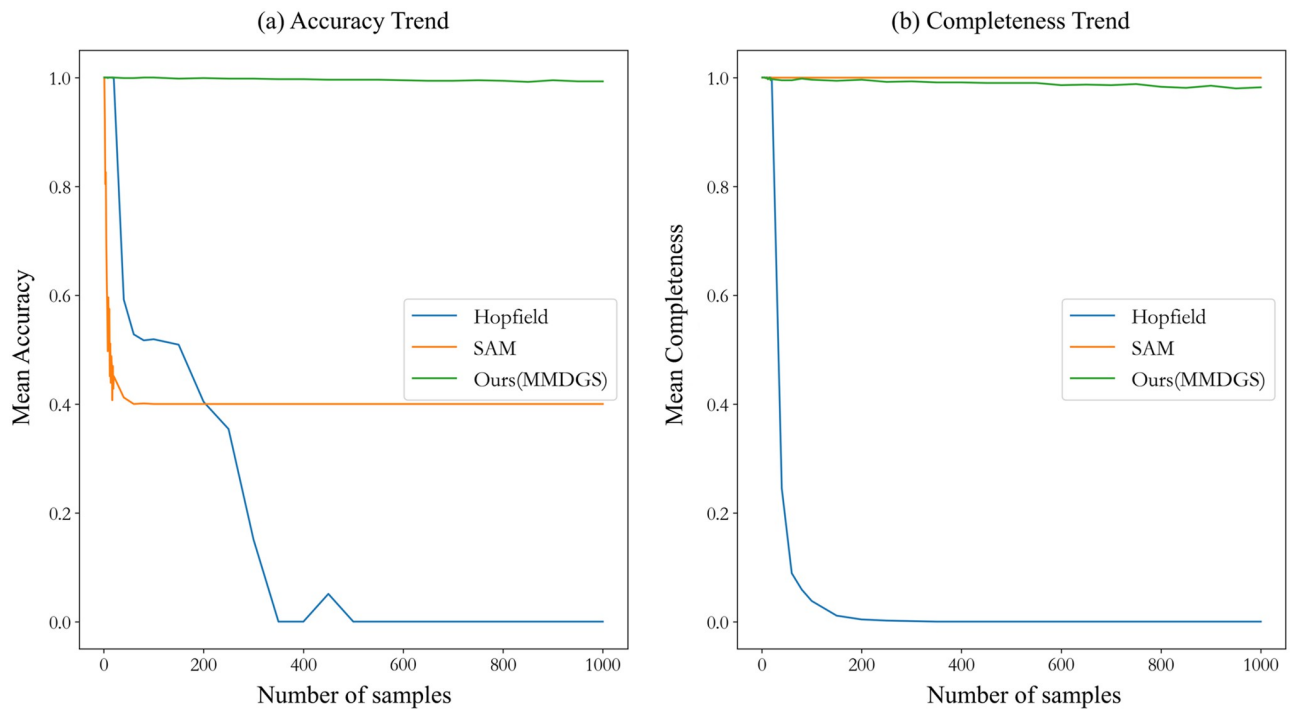 (a) Accuracy Trend
1.0
0.8
0.6
0.4
0.2
0.0
Mean Accuracy
Hopfield
SAM
Ours(MMDGS)
0 200 400 600 800 1000
Number of samples
(b) Completeness Trend
1.0
0.8
0.6
0.4
0.2
0.0
Mean Completeness
Hopfield
SAM
Ours(MMDGS)
0 200 400 600 800 1000
Number of samples